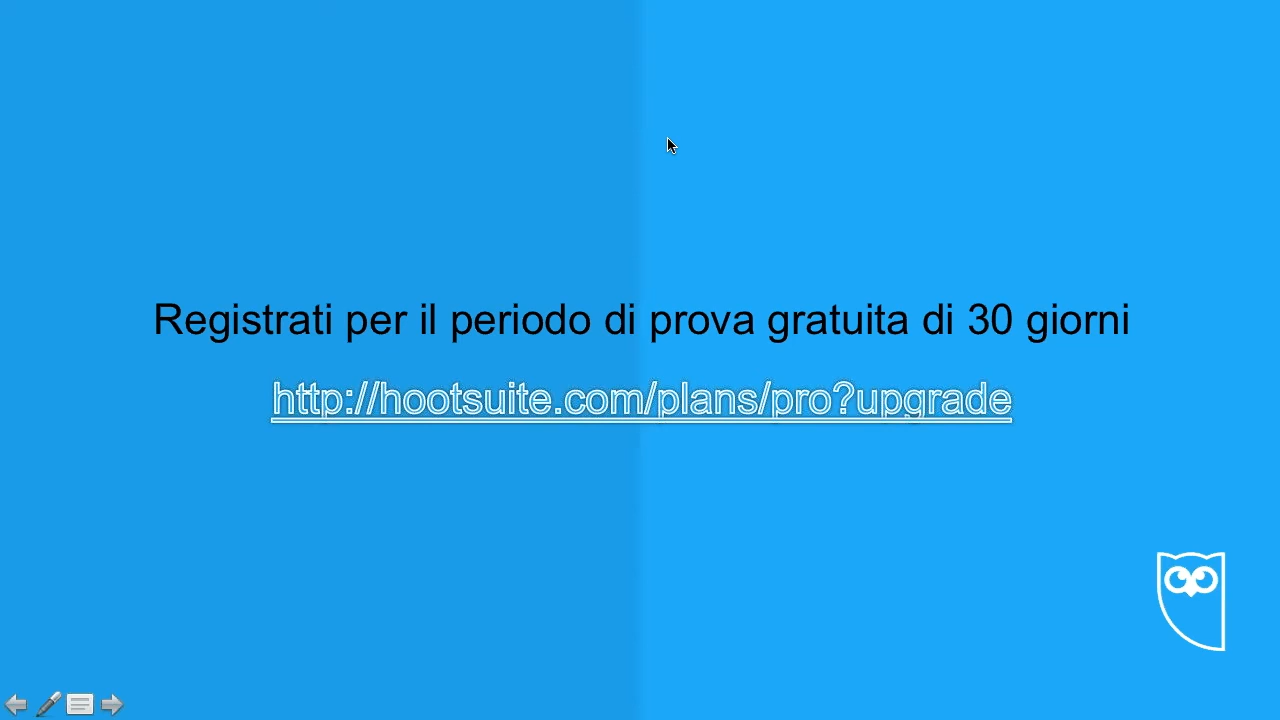 Registrati per il periodo di prova gratuita di 30 giorni
http://hootsuite.com/plans/pro?upgrade